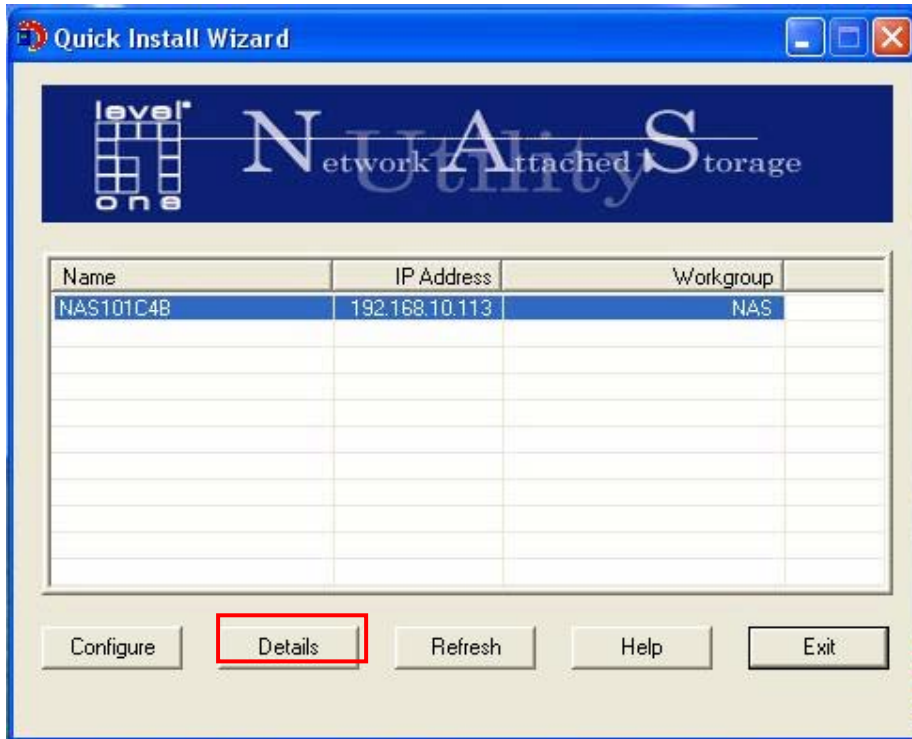 Quick Install Wizard
level one
Network Attached Storage
Utility
Name IP Address Workgroup
NAS101C4B 192.168.10.113 NAS
Configure Details Refresh Help Exit